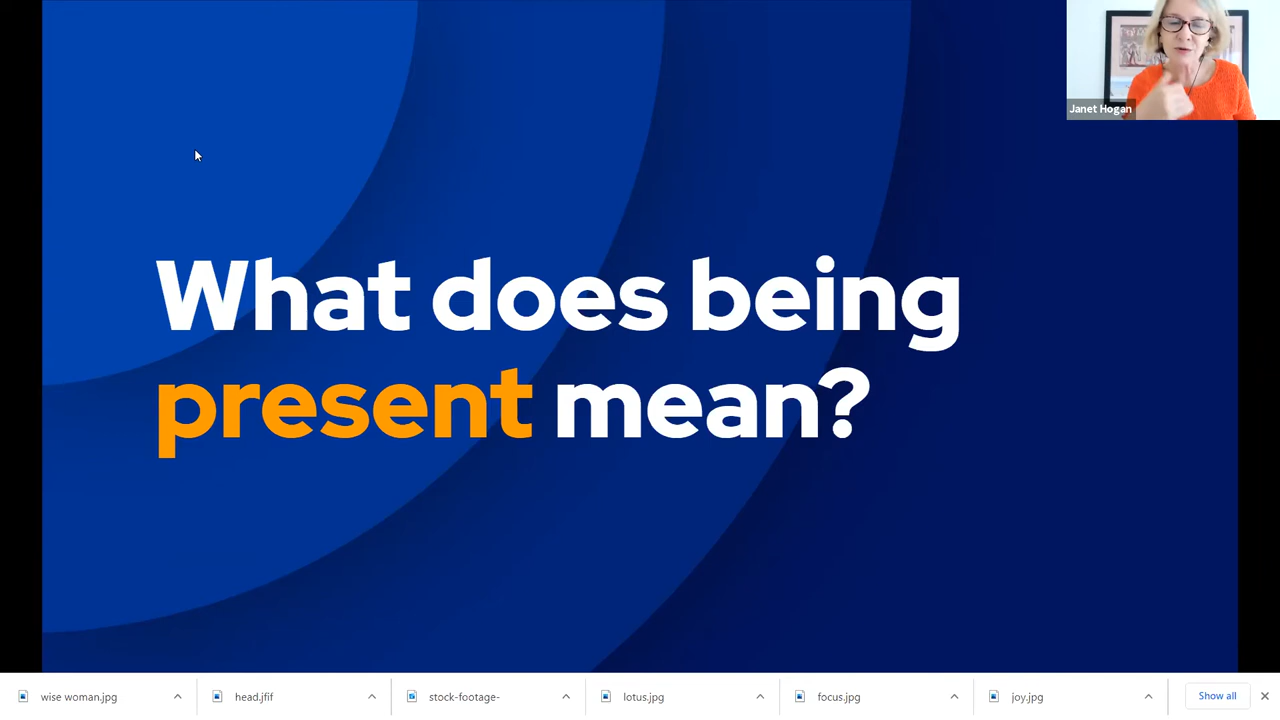 Janet Hogan
What does being
present mean?
wise woman.jpg
head.jfif
stock-footage-
lotus.jpg
focus.jpg
joy.jpg
Show all